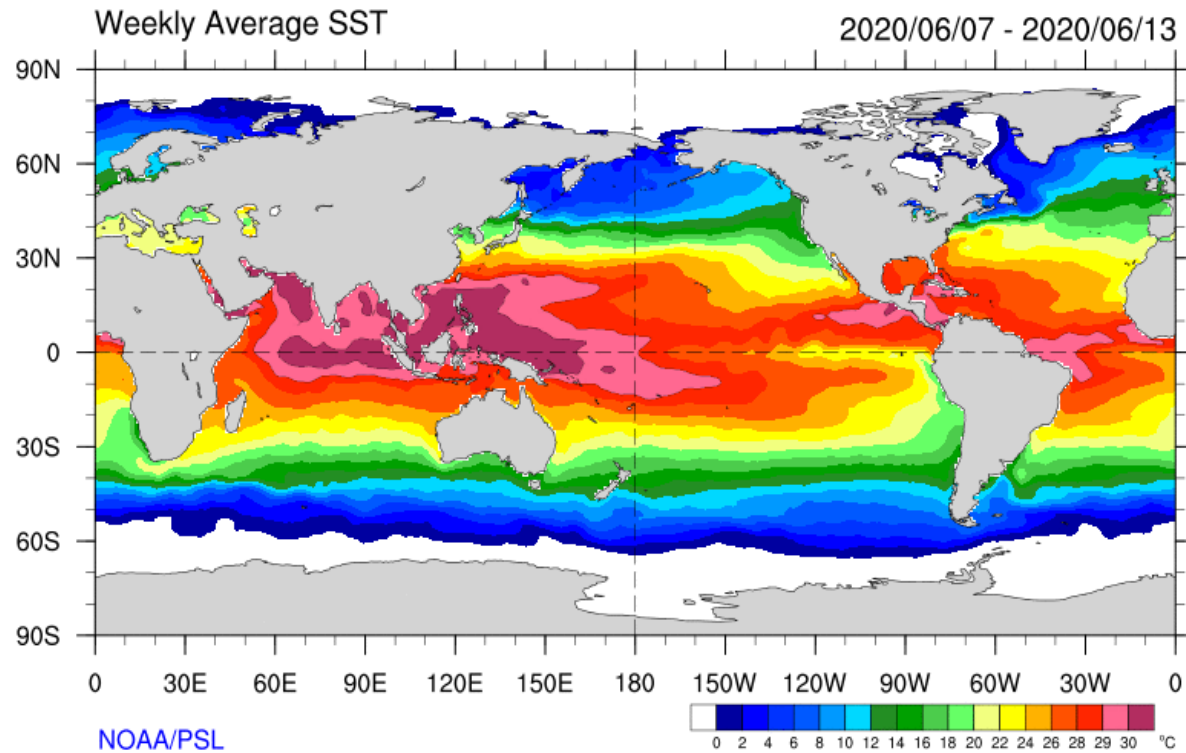 Weekly Average SST
2020/06/07 - 2020/06/13
90N
60N
30N
0
30S
60S
90S
0 30E 60E 90E 120E 150E 180 150W 120W 90W 60W 30W 0
0 2 4 6 8 10 12 14 16 18 20 22 24 26 28 29 30 °C
NOAA/PSL